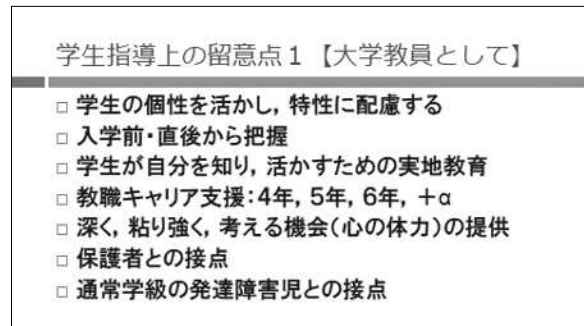 学生指導上の留意点1【大学教員として】
□ 学生の個性を活かし，特性に配慮する
□ 入学前・直後から把握
□ 学生が自分を知り，活かすための実地教育
□ 教職キャリア支援：4年，5年，6年，＋α
□ 深く，粘り強く，考える機会（心の体力）の提供
□ 保護者との接点
□ 通常学級の発達障害児との接点